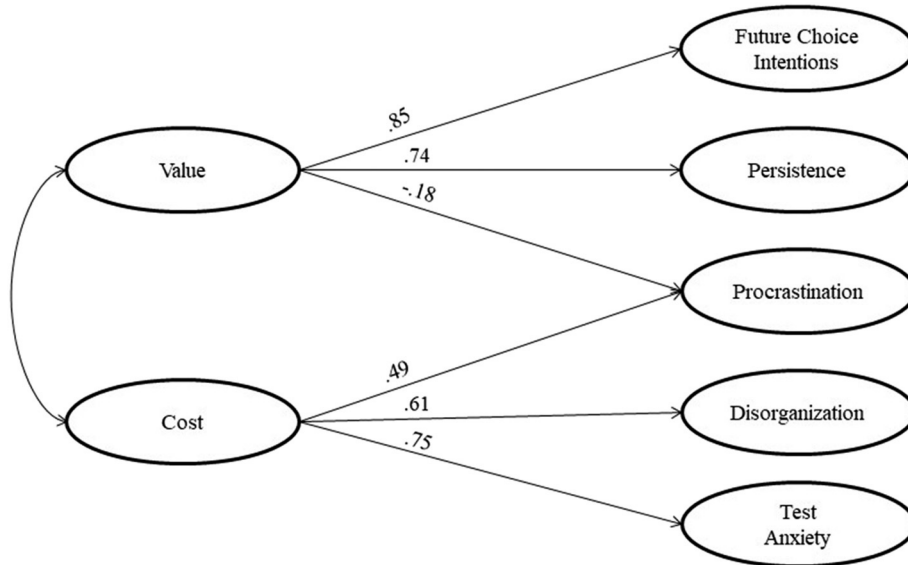 Future Choice
Intentions
.85
Value
.74
Persistence
-.18
Procrastination
.49
.61
Disorganization
Cost
.75
Test
Anxiety